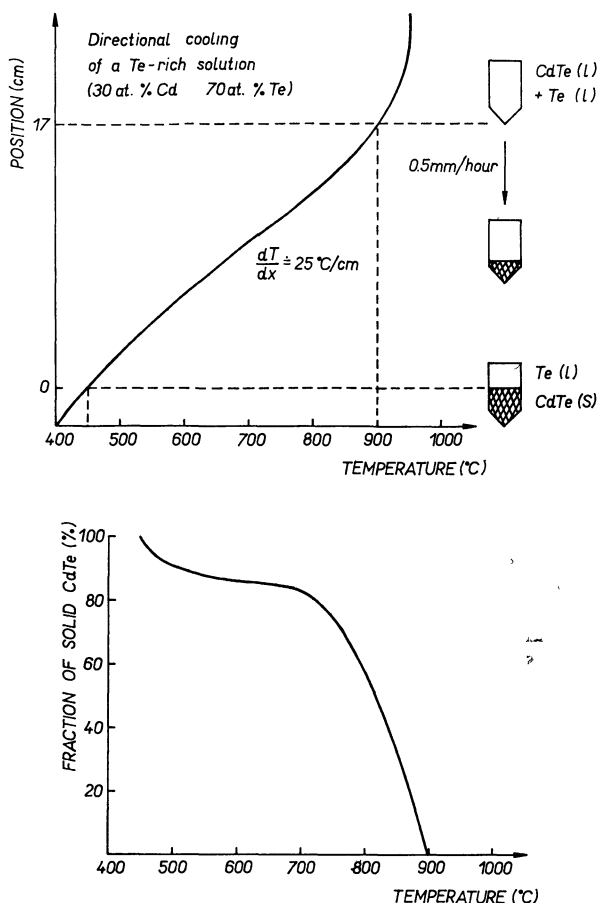 Directional cooling
of a Te-rich solution
(30 at. % Cd 70 at. % Te)
POSITION (cm)
17
0
dT/dx ≐ 25 °C/cm
CdTe (l)
+ Te (l)
0.5mm/hour
Te (l)
CdTe (S)
400 500 600 700 800 900 1000
TEMPERATURE (°C)
FRACTION OF SOLID CdTe (%)
100
80
60
40
20
400 500 600 700 800 900 1000
TEMPERATURE (°C)